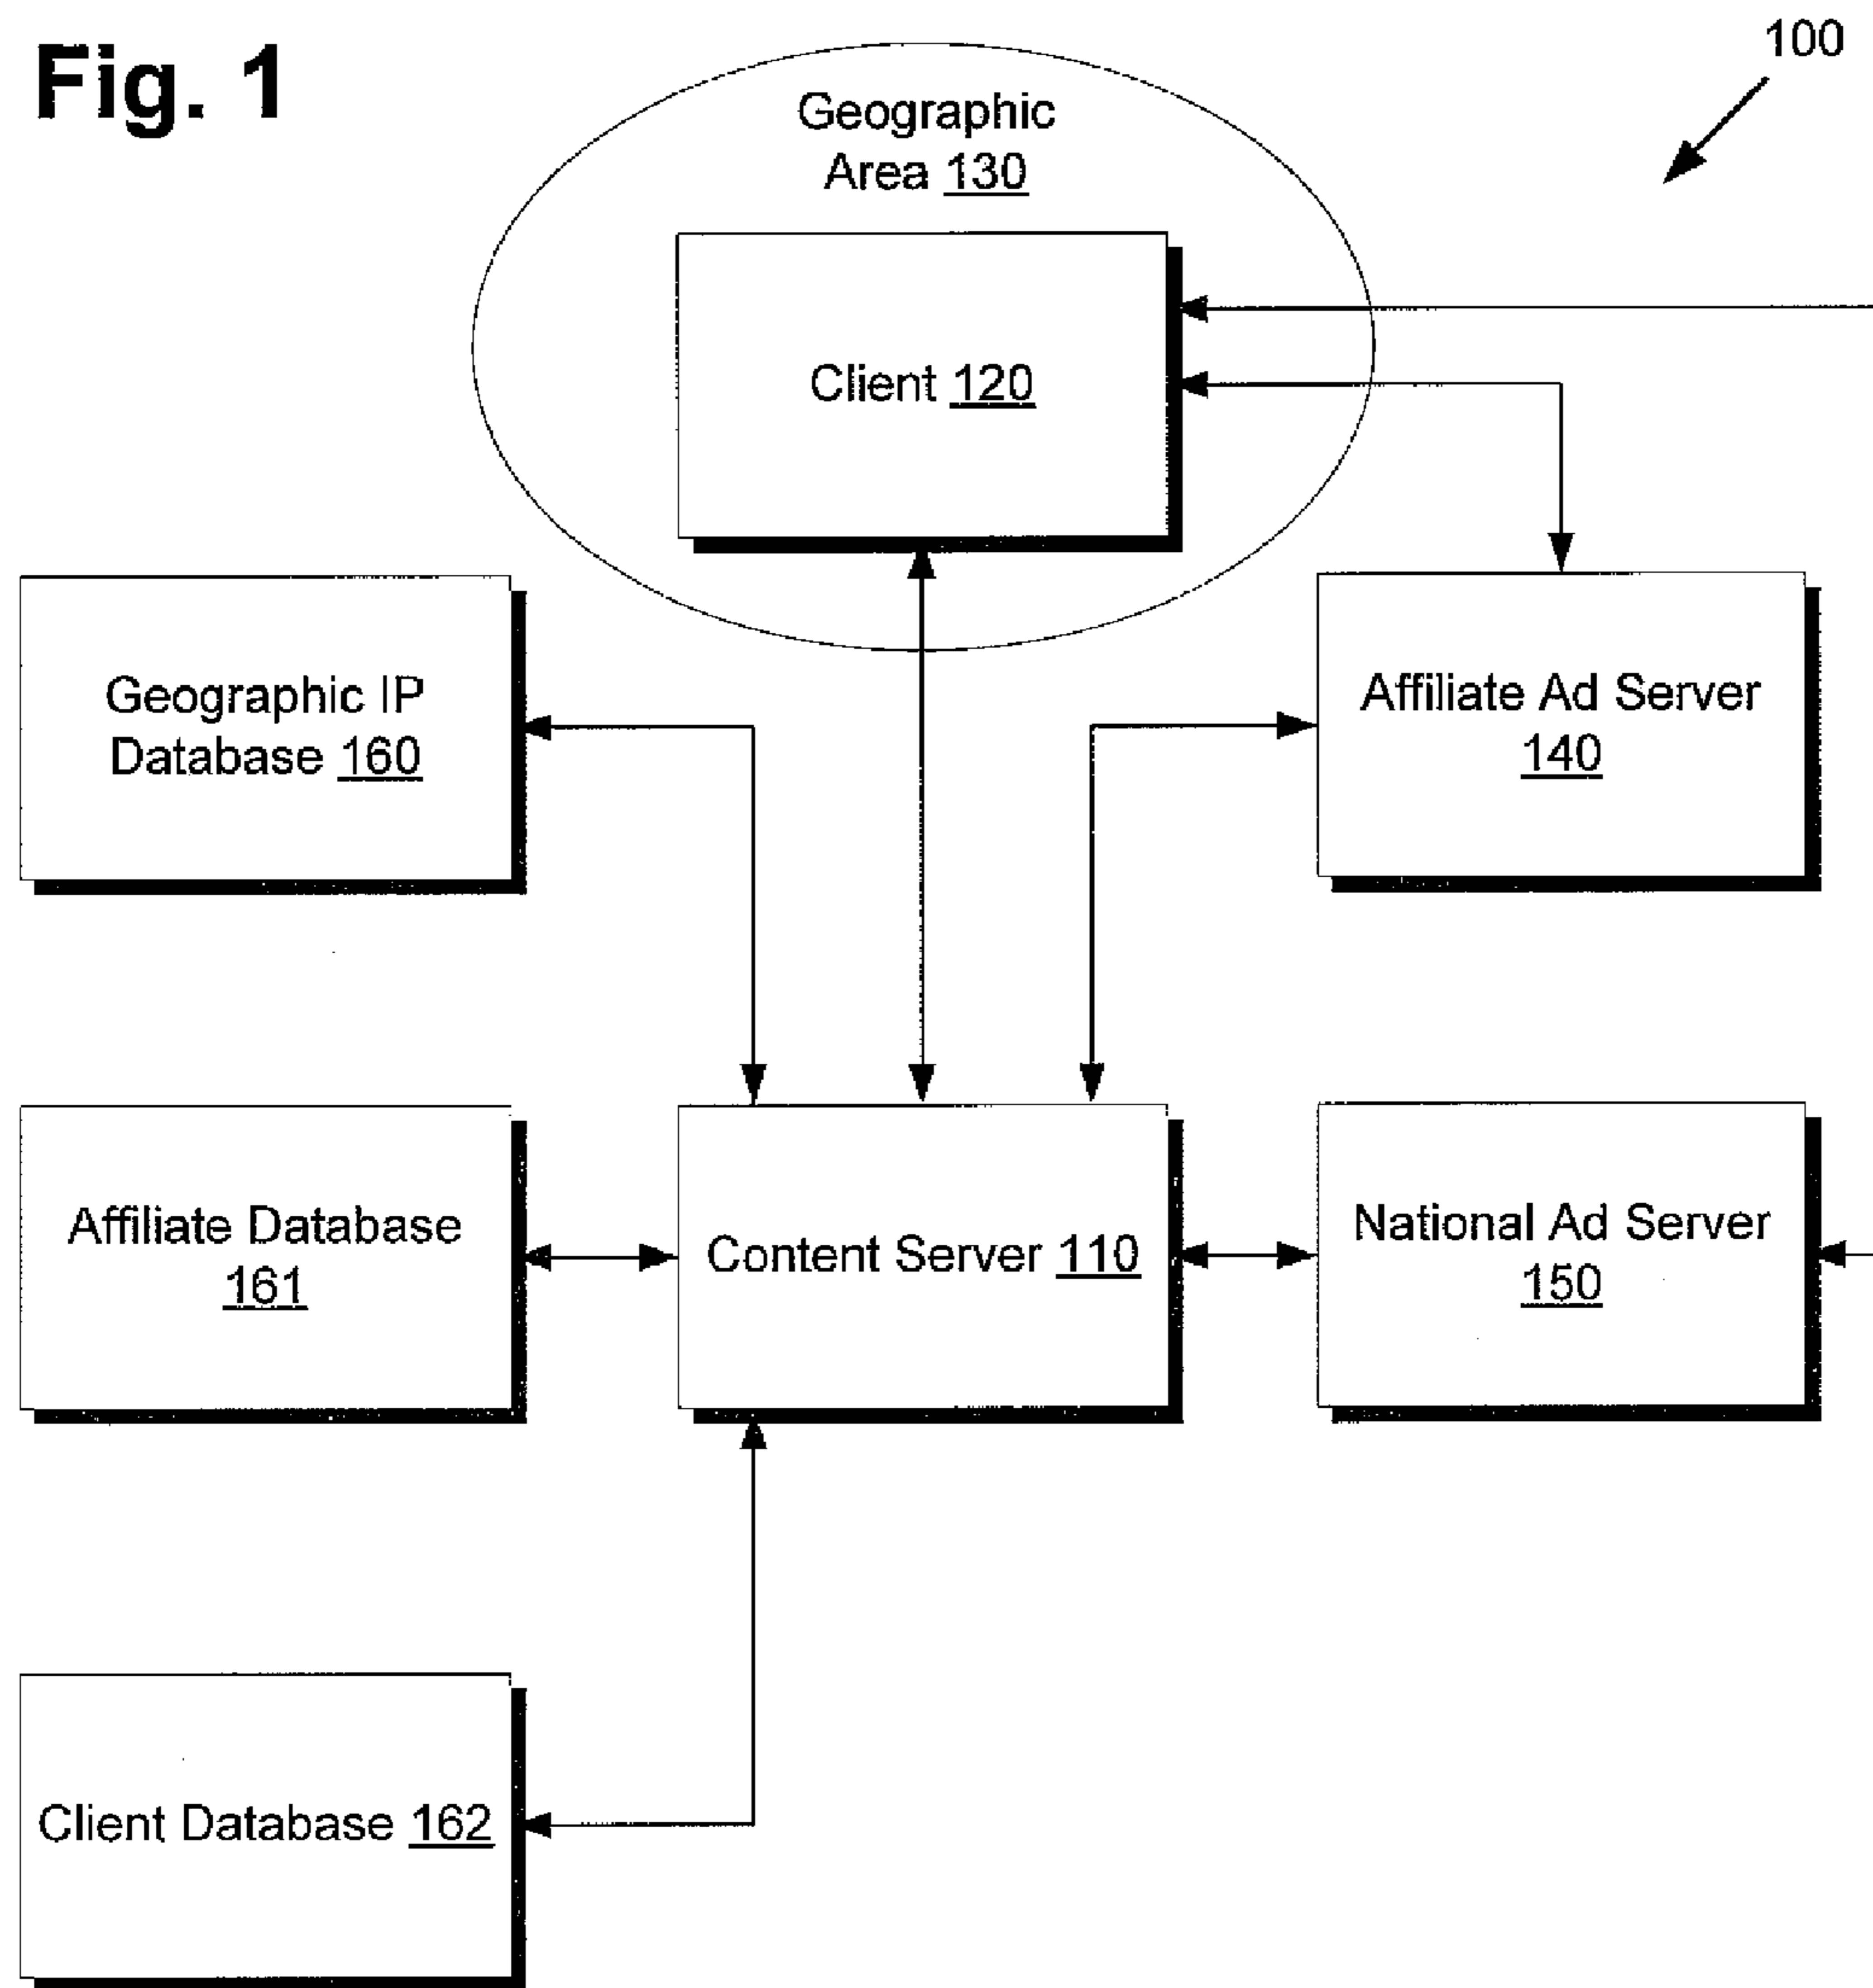 Fig. 1
100
Geographic
Area 130
Client 120
Geographic IP
Database 160
Affiliate Ad Server
140
Affiliate Database
161
Content Server 110
National Ad Server
150
Client Database 162